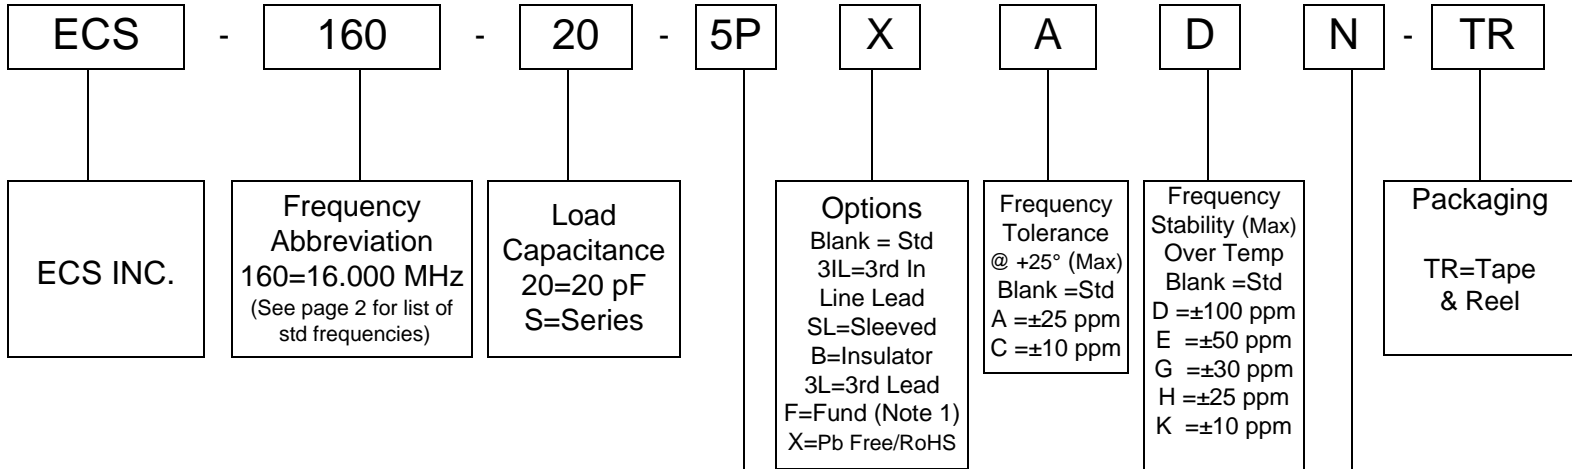 ECS - 160 - 20 - 5P X A D N - TR
ECS INC.
Frequency
Abbreviation
160=16.000 MHz
(See page 2 for list of
std frequencies)
Load
Capacitance
20=20 pF
S=Series
Options
Blank = Std
3IL=3rd In
Line Lead
SL=Sleeved
B=Insulator
3L=3rd Lead
F=Fund (Note 1)
X=Pb Free/RoHS
Frequency
Tolerance
@ +25° (Max)
Blank =Std
A =±25 ppm
C =±10 ppm
Frequency
Stability (Max)
Over Temp
Blank =Std
D =±100 ppm
E =±50 ppm
G =±30 ppm
H =±25 ppm
K =±10 ppm
Packaging
TR=Tape
& Reel